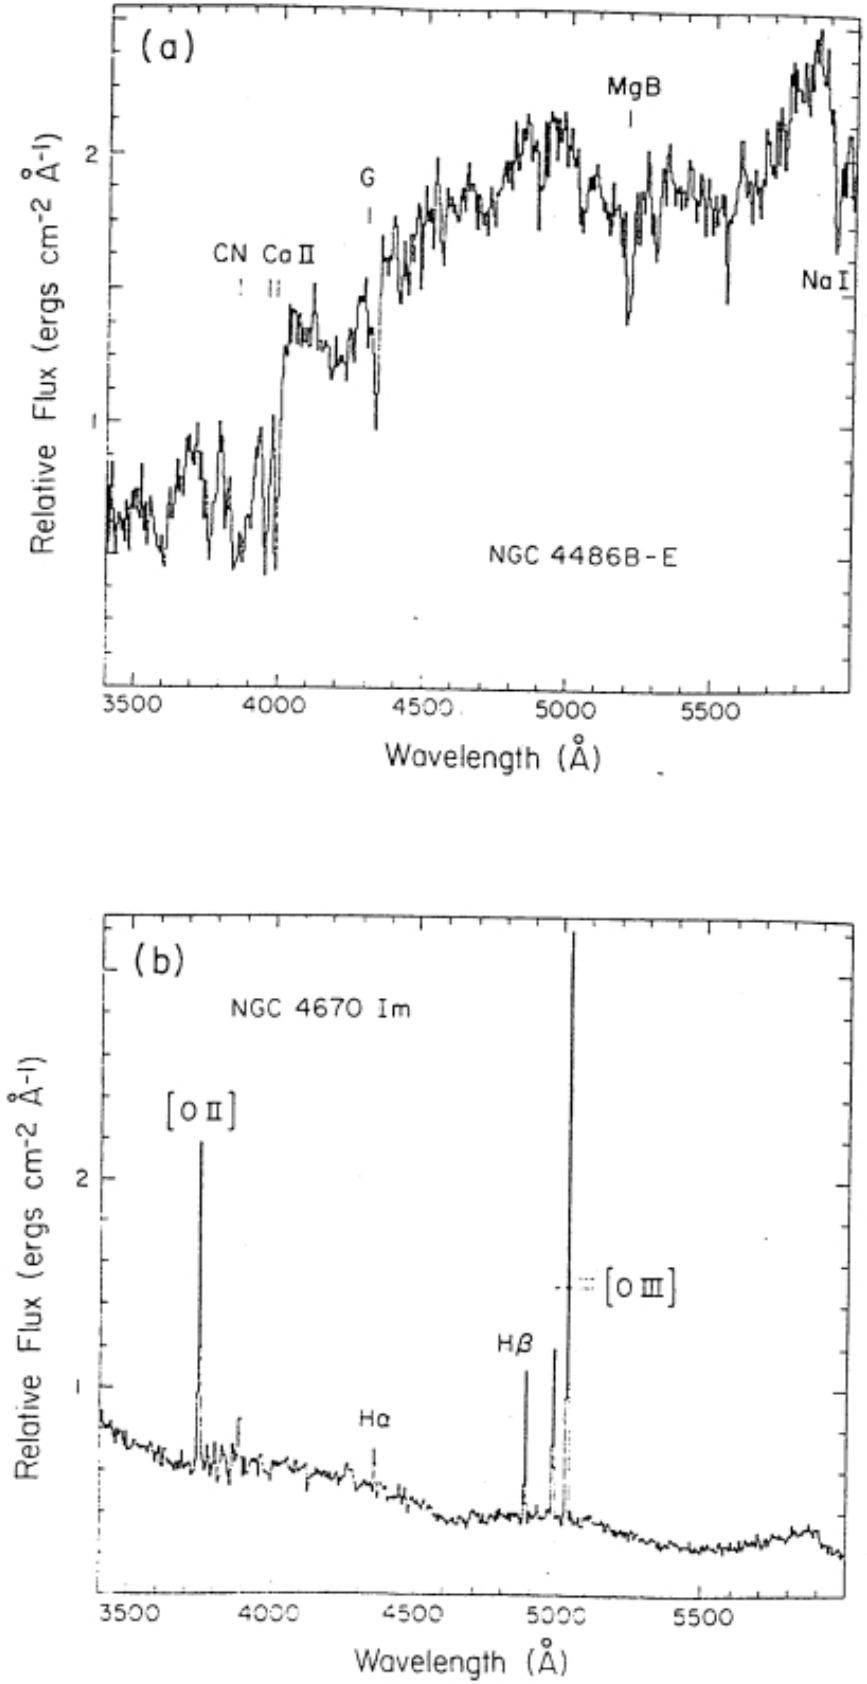 (a)
MgB
2
G
CN Ca II
Na I
1
Relative Flux (ergs cm⁻² Å⁻¹)
NGC 4486B-E
3500 4000 4500 5000 5500
Wavelength (Å)
(b)
NGC 4670 Im
[O II]
2
[O III]
Hβ
1
Hα
Relative Flux (ergs cm⁻² Å⁻¹)
3500 4000 4500 5000 5500
Wavelength (Å)